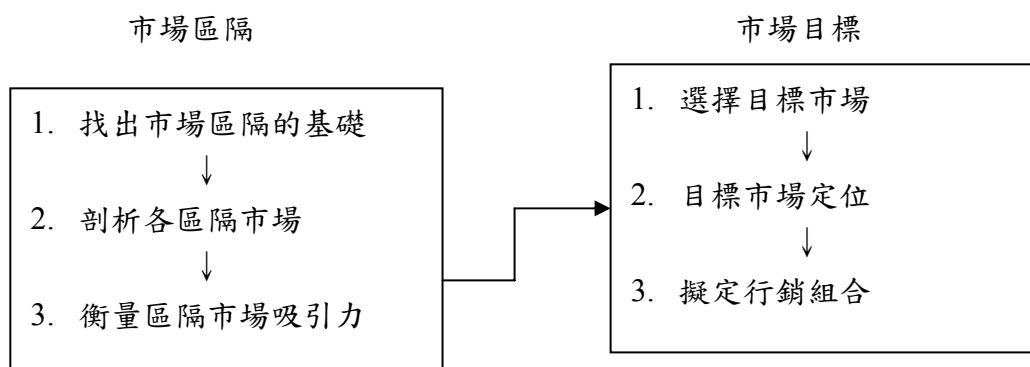 市場區隔
1. 找出市場區隔的基礎
↓
2. 剖析各區隔市場
↓
3. 衡量區隔市場吸引力
市場目標
1. 選擇目標市場
↓
2. 目標市場定位
↓
3. 擬定行銷組合